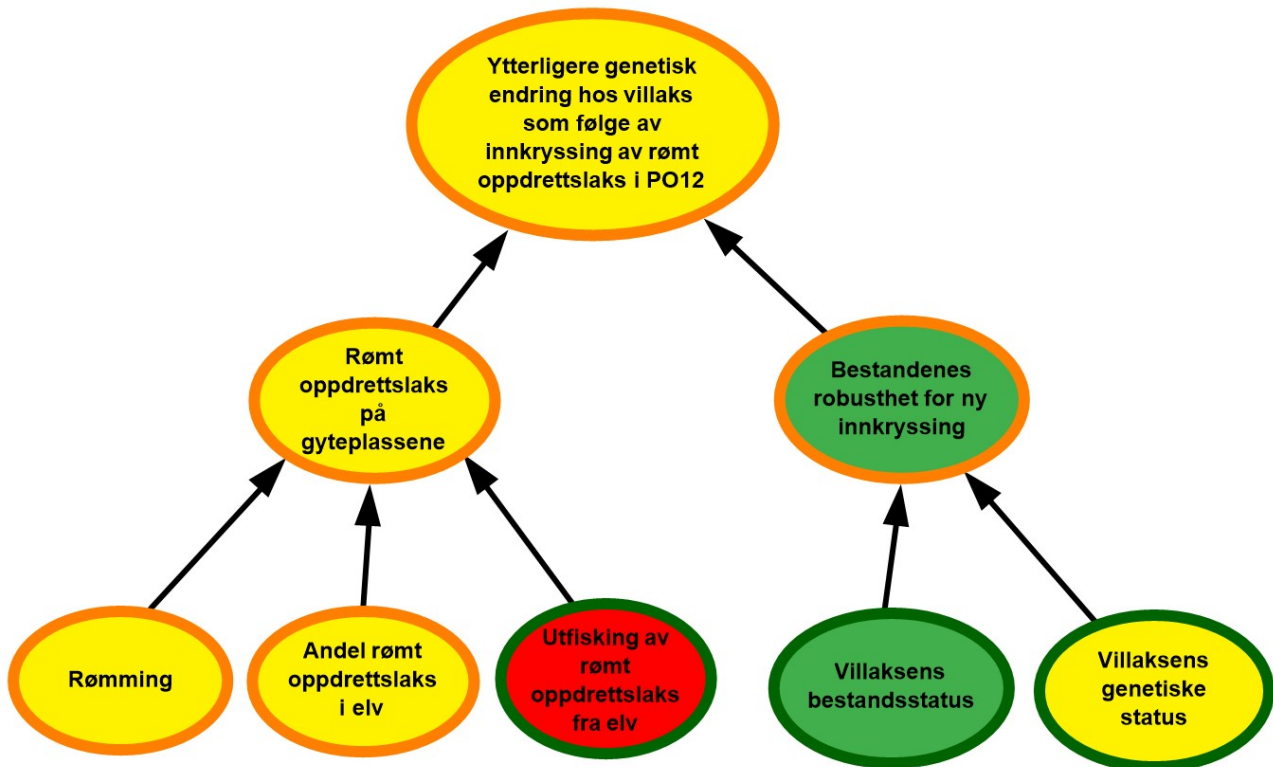 Ytterligere genetisk
endring hos villaks
som følge av
innkryssing av rømt
oppdrettslaks i PO12
Rømt
oppdrettslaks
på
gyteplassene
Bestandenes
robusthet for ny
innkryssing
Rømming
Andel rømt
oppdrettslaks
i elv
Utfisking av
rømt
oppdrettslaks
fra elv
Villaksens
bestandsstatus
Villaksens
genetiske
status